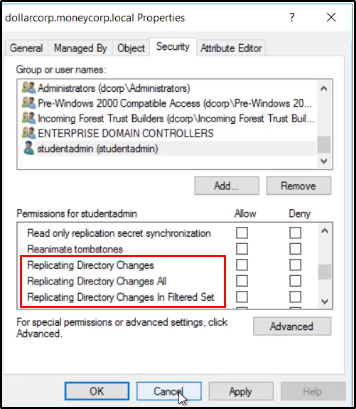 dollarcorp.moneycorp.local Properties
? X
General Managed By Object Security Attribute Editor
Group or user names:
Administrators (dcorp\Administrators)
Pre-Windows 2000 Compatible Access (dcorp\Pre-Windows 20...
Incoming Forest Trust Builders (dcorp\Incoming Forest Trust Buil...
ENTERPRISE DOMAIN CONTROLLERS
studentadmin (studentadmin)
Add... Remove
Permissions for studentadmin Allow Deny
Read only replication secret synchronization
Reanimate tombstones
Replicating Directory Changes
Replicating Directory Changes All
Replicating Directory Changes In Filtered Set
For special permissions or advanced settings, click Advanced
Advanced.
OK Cancel Apply Help